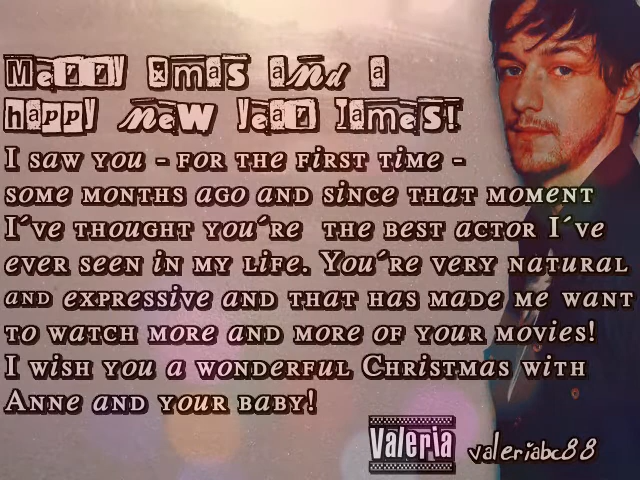 Merry Xmas and a
happy new year James!
I saw you - for the first time -
some months ago and since that moment
I´ve thought you´re the best actor I´ve
ever seen in my life. You´re very natural
and expressive and that has made me want
to watch more and more of your movies!
I wish you a wonderful Christmas with
Anne and your baby!
Valeria valeriabc88